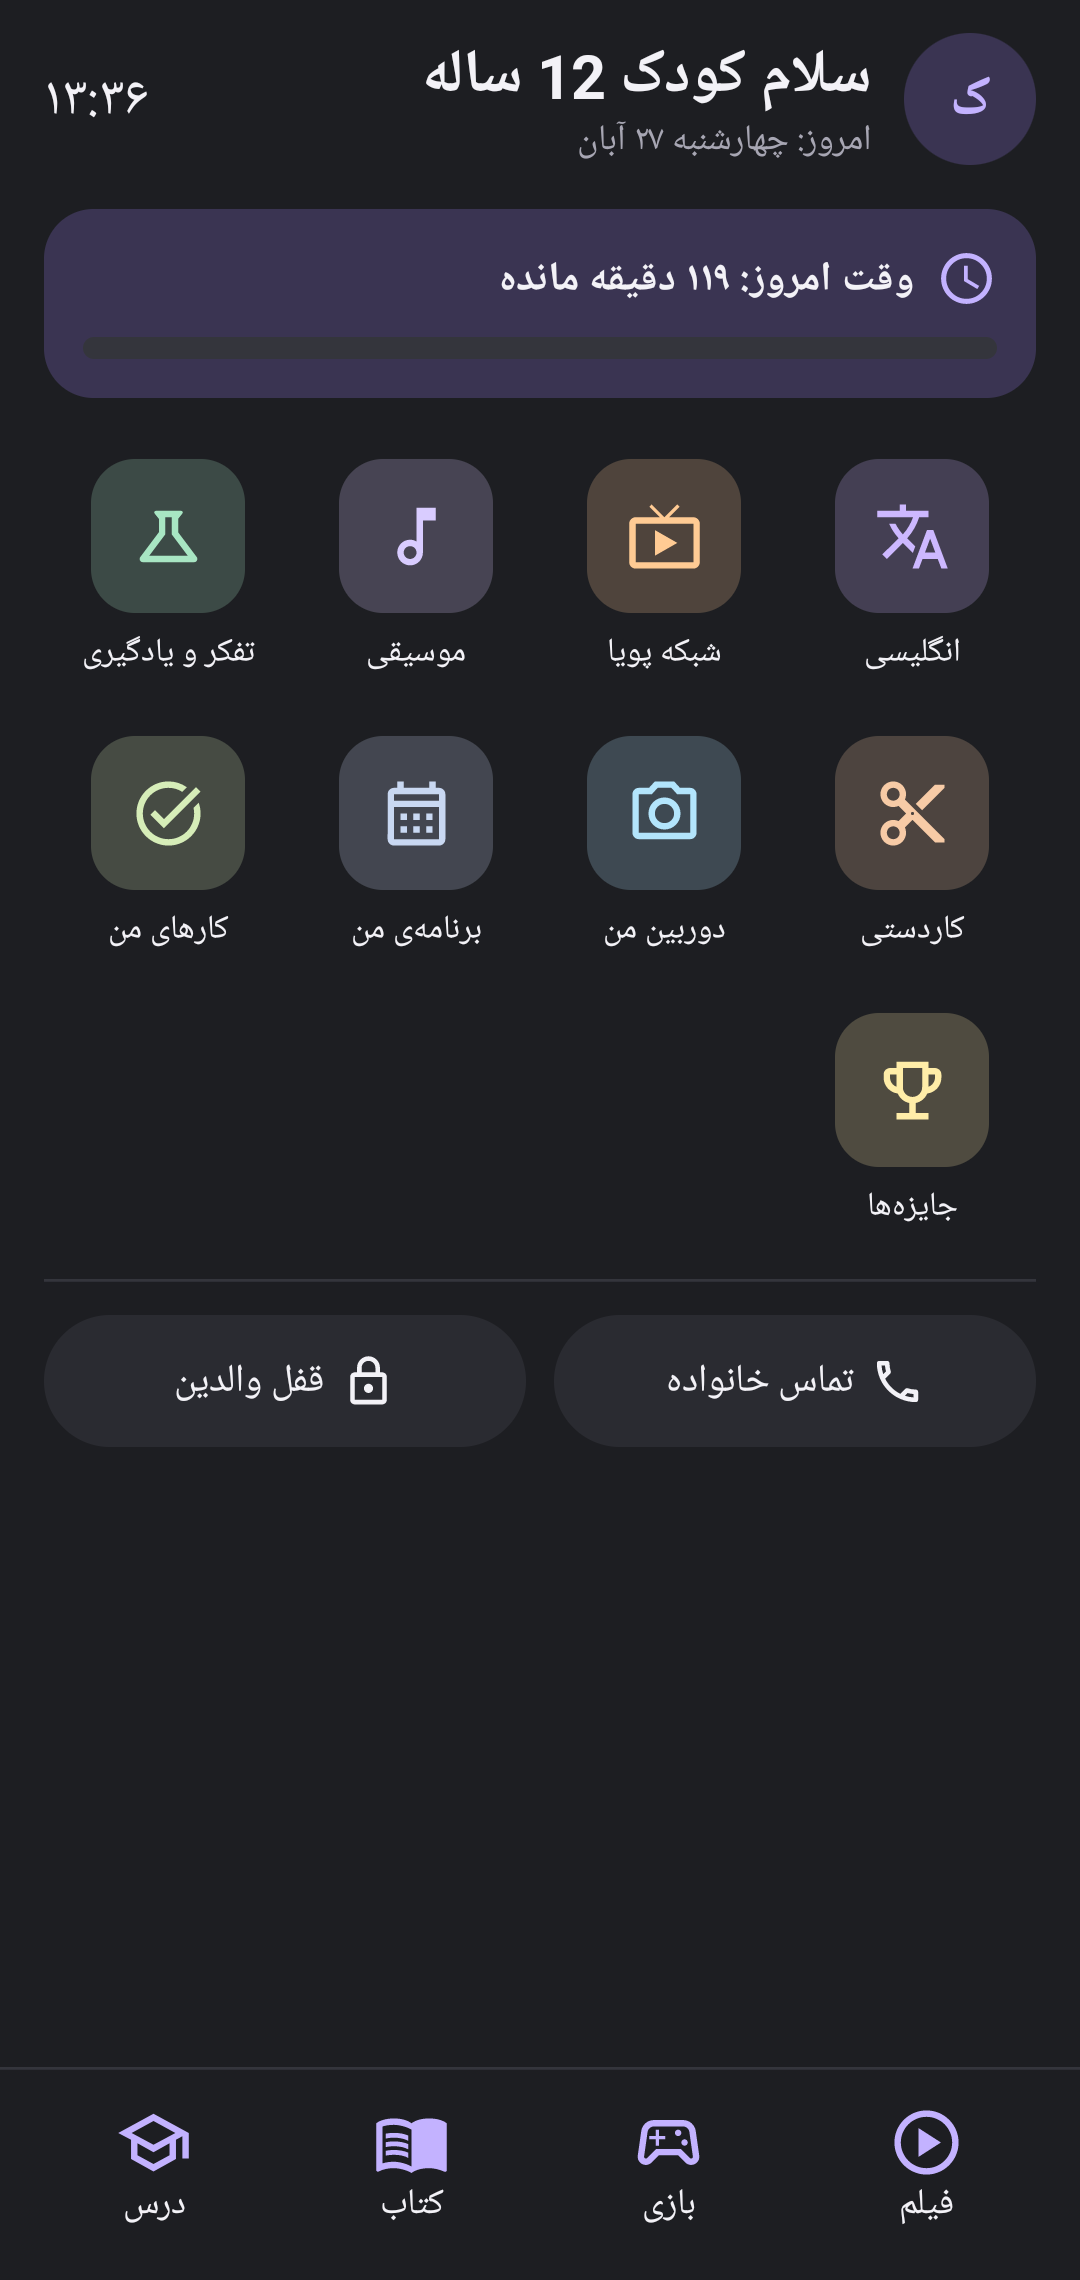 ک
سلام کودک 12 ساله
امروز: چهارشنبه ۲۷ آبان
۱۳:۳۶
وقت امروز: ۱۱۹ دقیقه مانده
انگلیسی
شبکه پویا
موسیقی
تفکر و یادگیری
کاردستی
دوربین من
برنامه‌ی من
کارهای من
جایزه‌ها
تماس خانواده
قفل والدین
فیلم
بازی
کتاب
درس